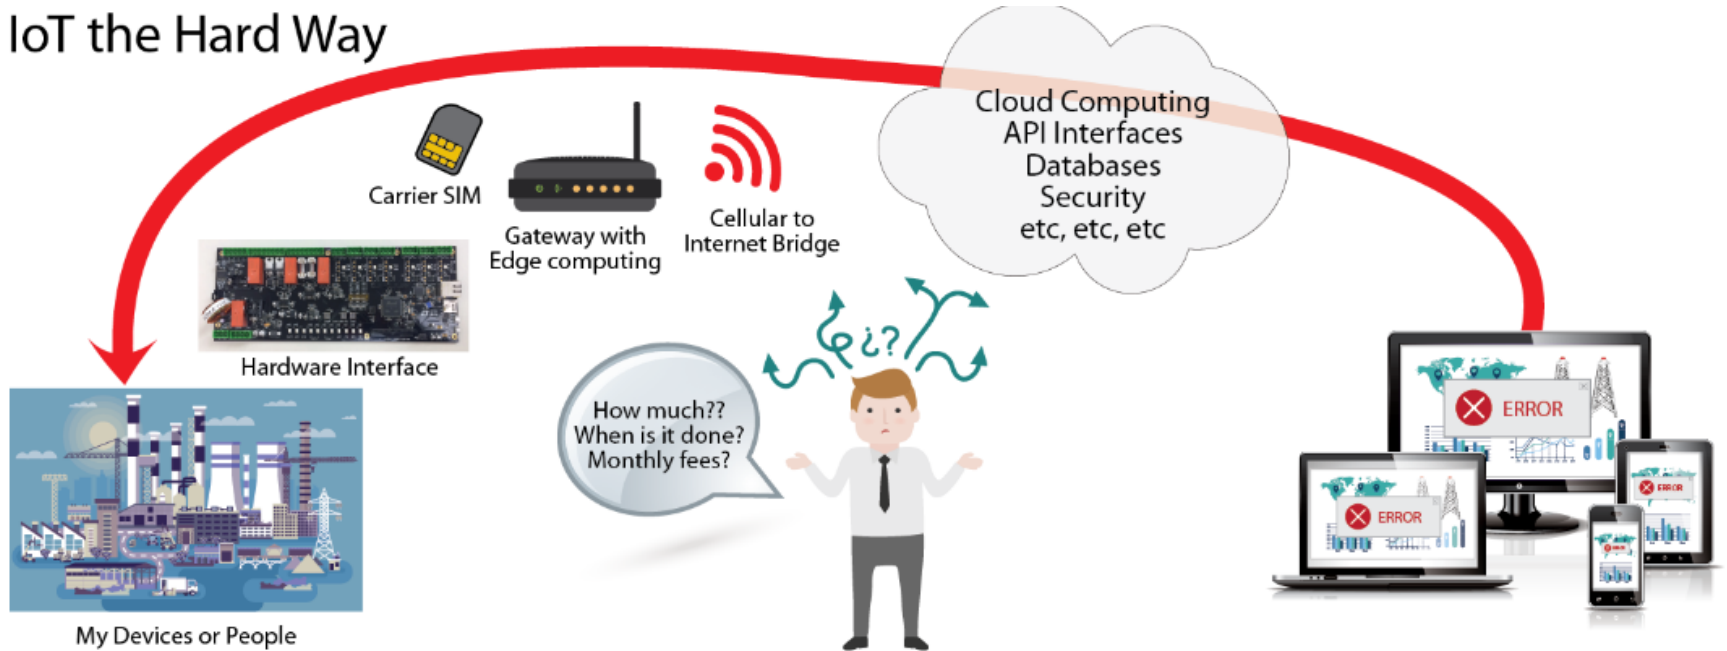 IoT the Hard Way
Carrier SIM
Gateway with
Edge computing
Cellular to
Internet Bridge
Cloud Computing
API Interfaces
Databases
Security
etc, etc, etc
Hardware Interface
¿?
How much??
When is it done?
Monthly fees?
My Devices or People
ERROR
ERROR
ERROR
ERROR